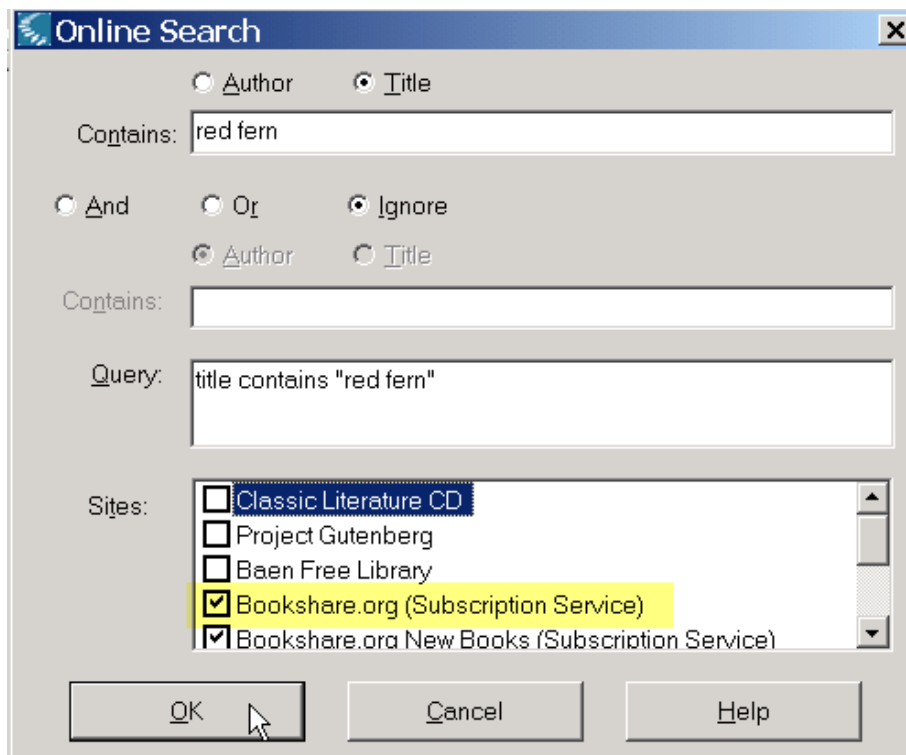 Online Search
Author Title
Contains: red fern
And Or Ignore
Author Title
Contains:
Query: title contains "red fern"
Sites: Classic Literature CD
Project Gutenberg
Baen Free Library
Bookshare.org (Subscription Service)
Bookshare.org New Books (Subscription Service)
OK Cancel Help